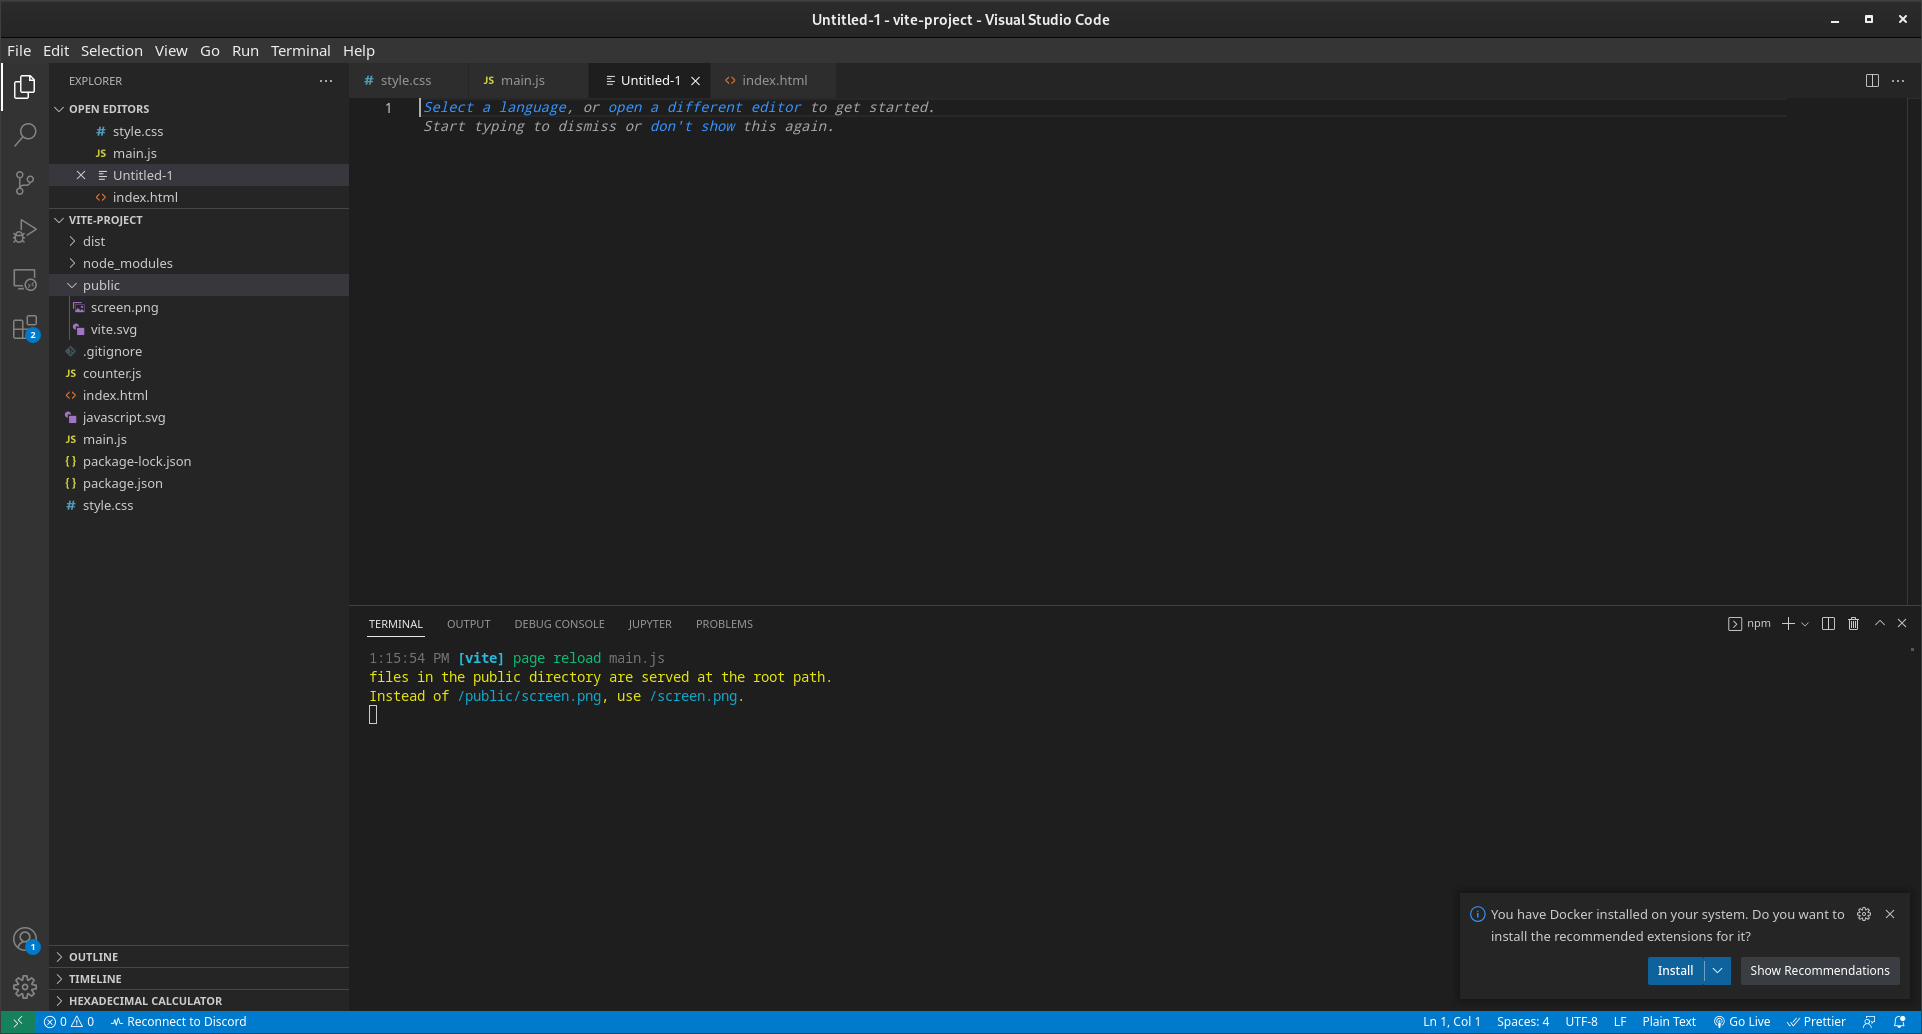 Untitled-1 - vite-project - Visual Studio Code
File Edit Selection View Go Run Terminal Help
EXPLORER
OPEN EDITORS
# style.css
JS main.js
Untitled-1
<> index.html
VITE-PROJECT
dist
node_modules
public
screen.png
vite.svg
.gitignore
JS counter.js
<> index.html
javascript.svg
JS main.js
{} package-lock.json
{} package.json
# style.css
2
1
OUTLINE
TIMELINE
HEXADECIMAL CALCULATOR
# style.css JS main.js Untitled-1 <> index.html
1 Select a language, or open a different editor to get started.
Start typing to dismiss or don't show this again.
TERMINAL OUTPUT DEBUG CONSOLE JUPYTER PROBLEMS
npm
1:15:54 PM [vite] page reload main.js
files in the public directory are served at the root path.
Instead of /public/screen.png, use /screen.png.
You have Docker installed on your system. Do you want to
install the recommended extensions for it?
Install Show Recommendations
0 0 Reconnect to Discord Ln 1, Col 1 Spaces: 4 UTF-8 LF Plain Text Go Live Prettier